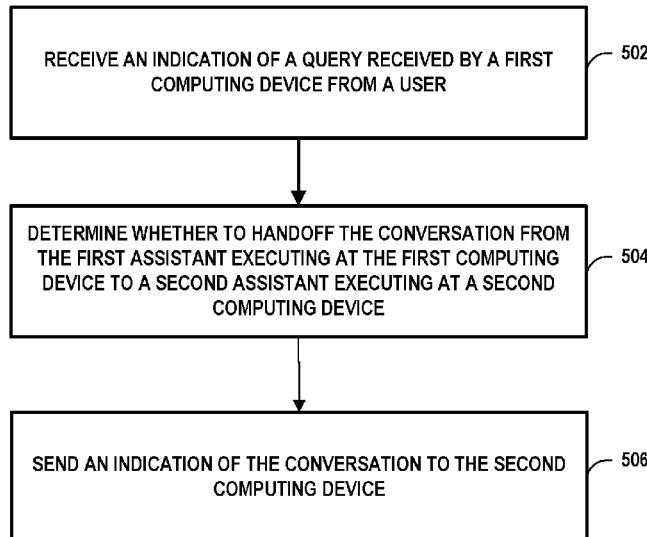 RECEIVE AN INDICATION OF A QUERY RECEIVED BY A FIRST
COMPUTING DEVICE FROM A USER
502
DETERMINE WHETHER TO HANDOFF THE CONVERSATION FROM
THE FIRST ASSISTANT EXECUTING AT THE FIRST COMPUTING
DEVICE TO A SECOND ASSISTANT EXECUTING AT A SECOND
COMPUTING DEVICE
504
SEND AN INDICATION OF THE CONVERSATION TO THE SECOND
COMPUTING DEVICE
506